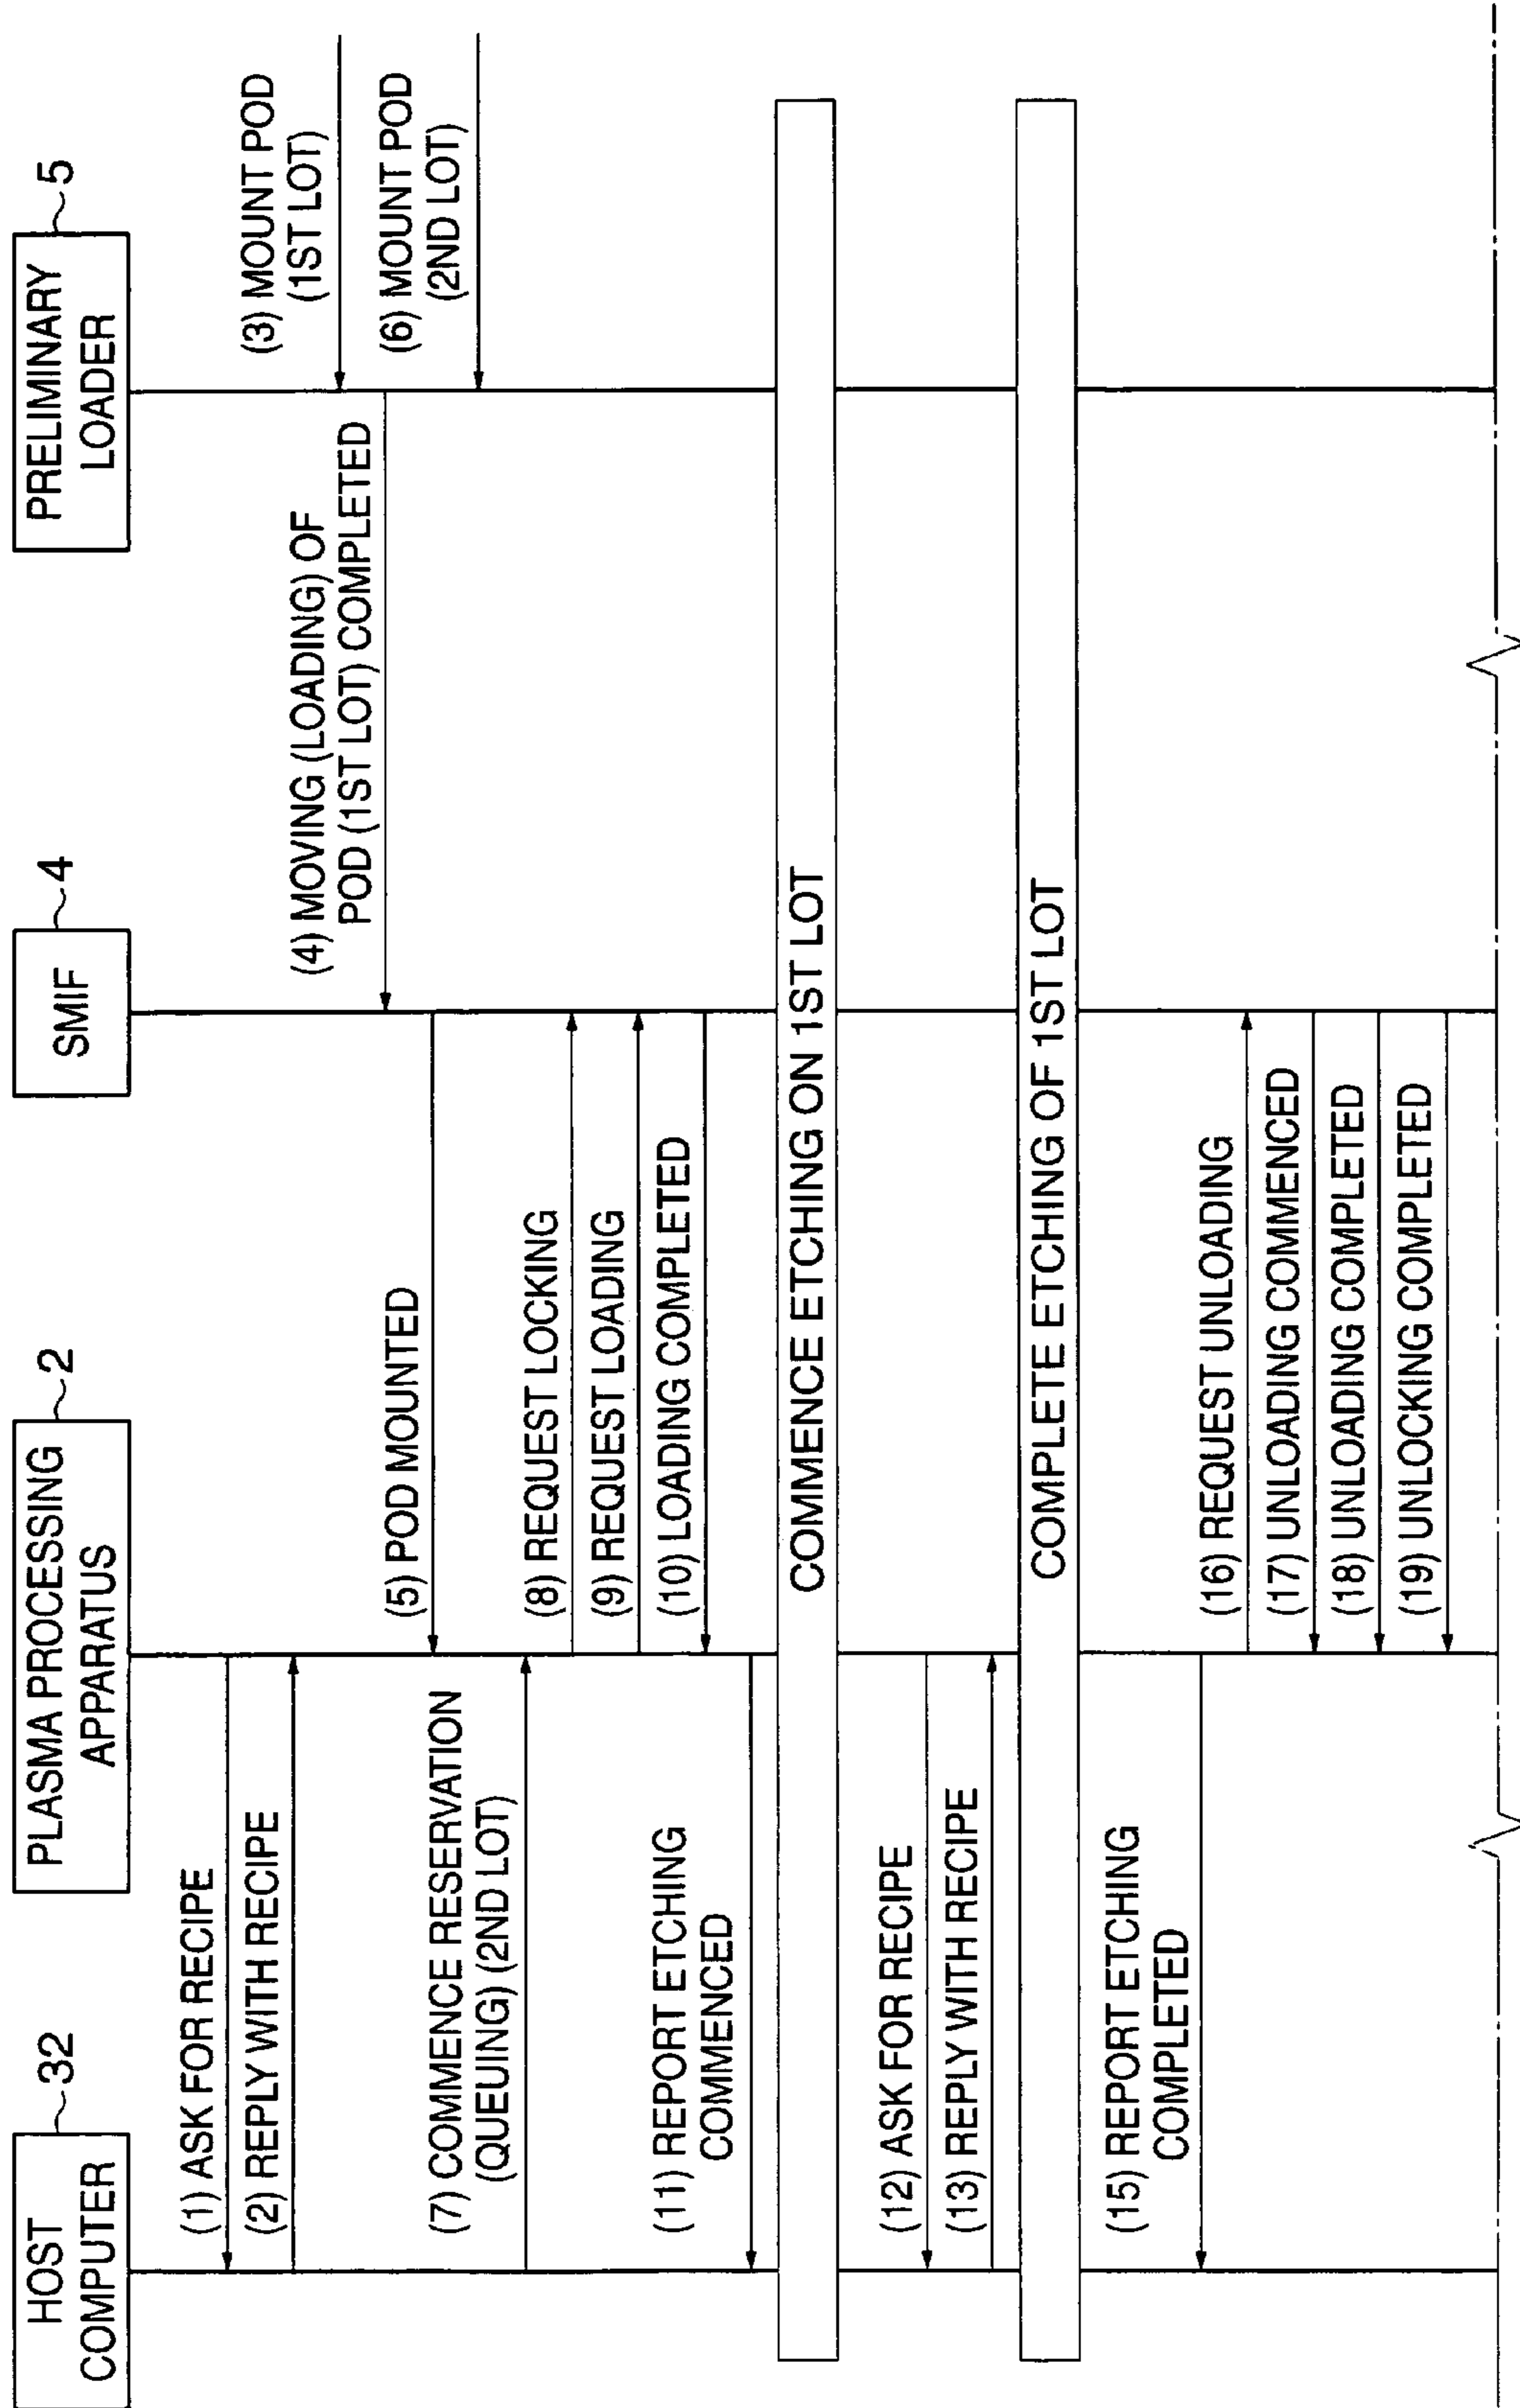 HOST
COMPUTER
32
PLASMA PROCESSING
APPARATUS
2
SMIF
4
PRELIMINARY
LOADER
5
(1) ASK FOR RECIPE
(2) REPLY WITH RECIPE
(3) MOUNT POD
(1ST LOT)
(4) MOVING (LOADING) OF
POD (1ST LOT) COMPLETED
(5) POD MOUNTED
(6) MOUNT POD
(2ND LOT)
(7) COMMENCE RESERVATION
(QUEUING) (2ND LOT)
(8) REQUEST LOCKING
(9) REQUEST LOADING
(10) LOADING COMPLETED
(11) REPORT ETCHING
COMMENCED
COMMENCE ETCHING ON 1ST LOT
(12) ASK FOR RECIPE
(13) REPLY WITH RECIPE
COMPLETE ETCHING OF 1ST LOT
(15) REPORT ETCHING
COMPLETED
(16) REQUEST UNLOADING
(17) UNLOADING COMMENCED
(18) UNLOADING COMPLETED
(19) UNLOCKING COMPLETED